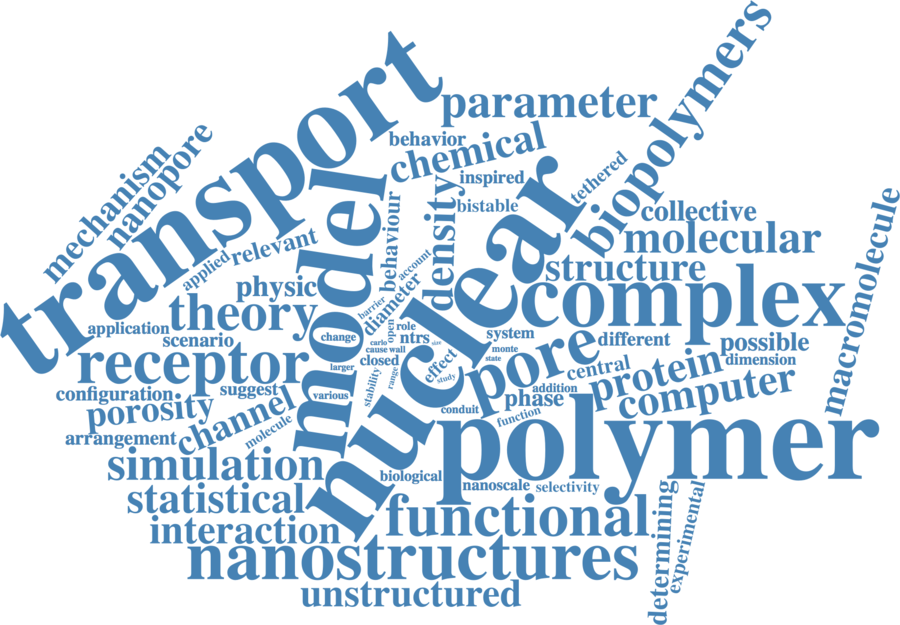 transport
parameter
biopolymers
behavior
chemical
mechanism
nanopore
inspired
tethered
bistable
density
nuclear
model
behaviour
account
collective
molecular
macromolecule
applied
relevant
structure
physic
barrier
diameter
complex
theory
application
scenario
change
open
role
carlo
ntrs
size
system
different
possible
receptor
cause
wall
monte
pore
closed
effect
state
central
protein
dimension
larger
range
stability
study
configuration
suggest
various
addition
computer
porosity
channel
phase
conduit
function
arrangement
molecule
polymer
simulation
biological
nanoscale
selectivity
statistical
functional
determining
experimental
interaction
nanostructures
unstructured